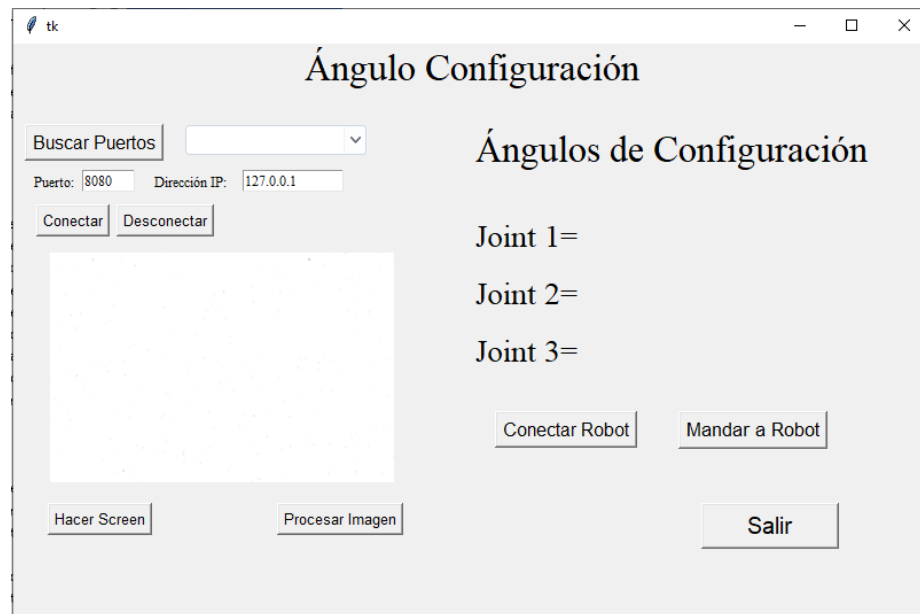 tk
Ángulo Configuración
Buscar Puertos
Puerto: 8080 Dirección IP: 127.0.0.1
Conectar Desconectar
Ángulos de Configuración
Joint 1=
Joint 2=
Joint 3=
Conectar Robot Mandar a Robot
Hacer Screen Procesar Imagen
Salir